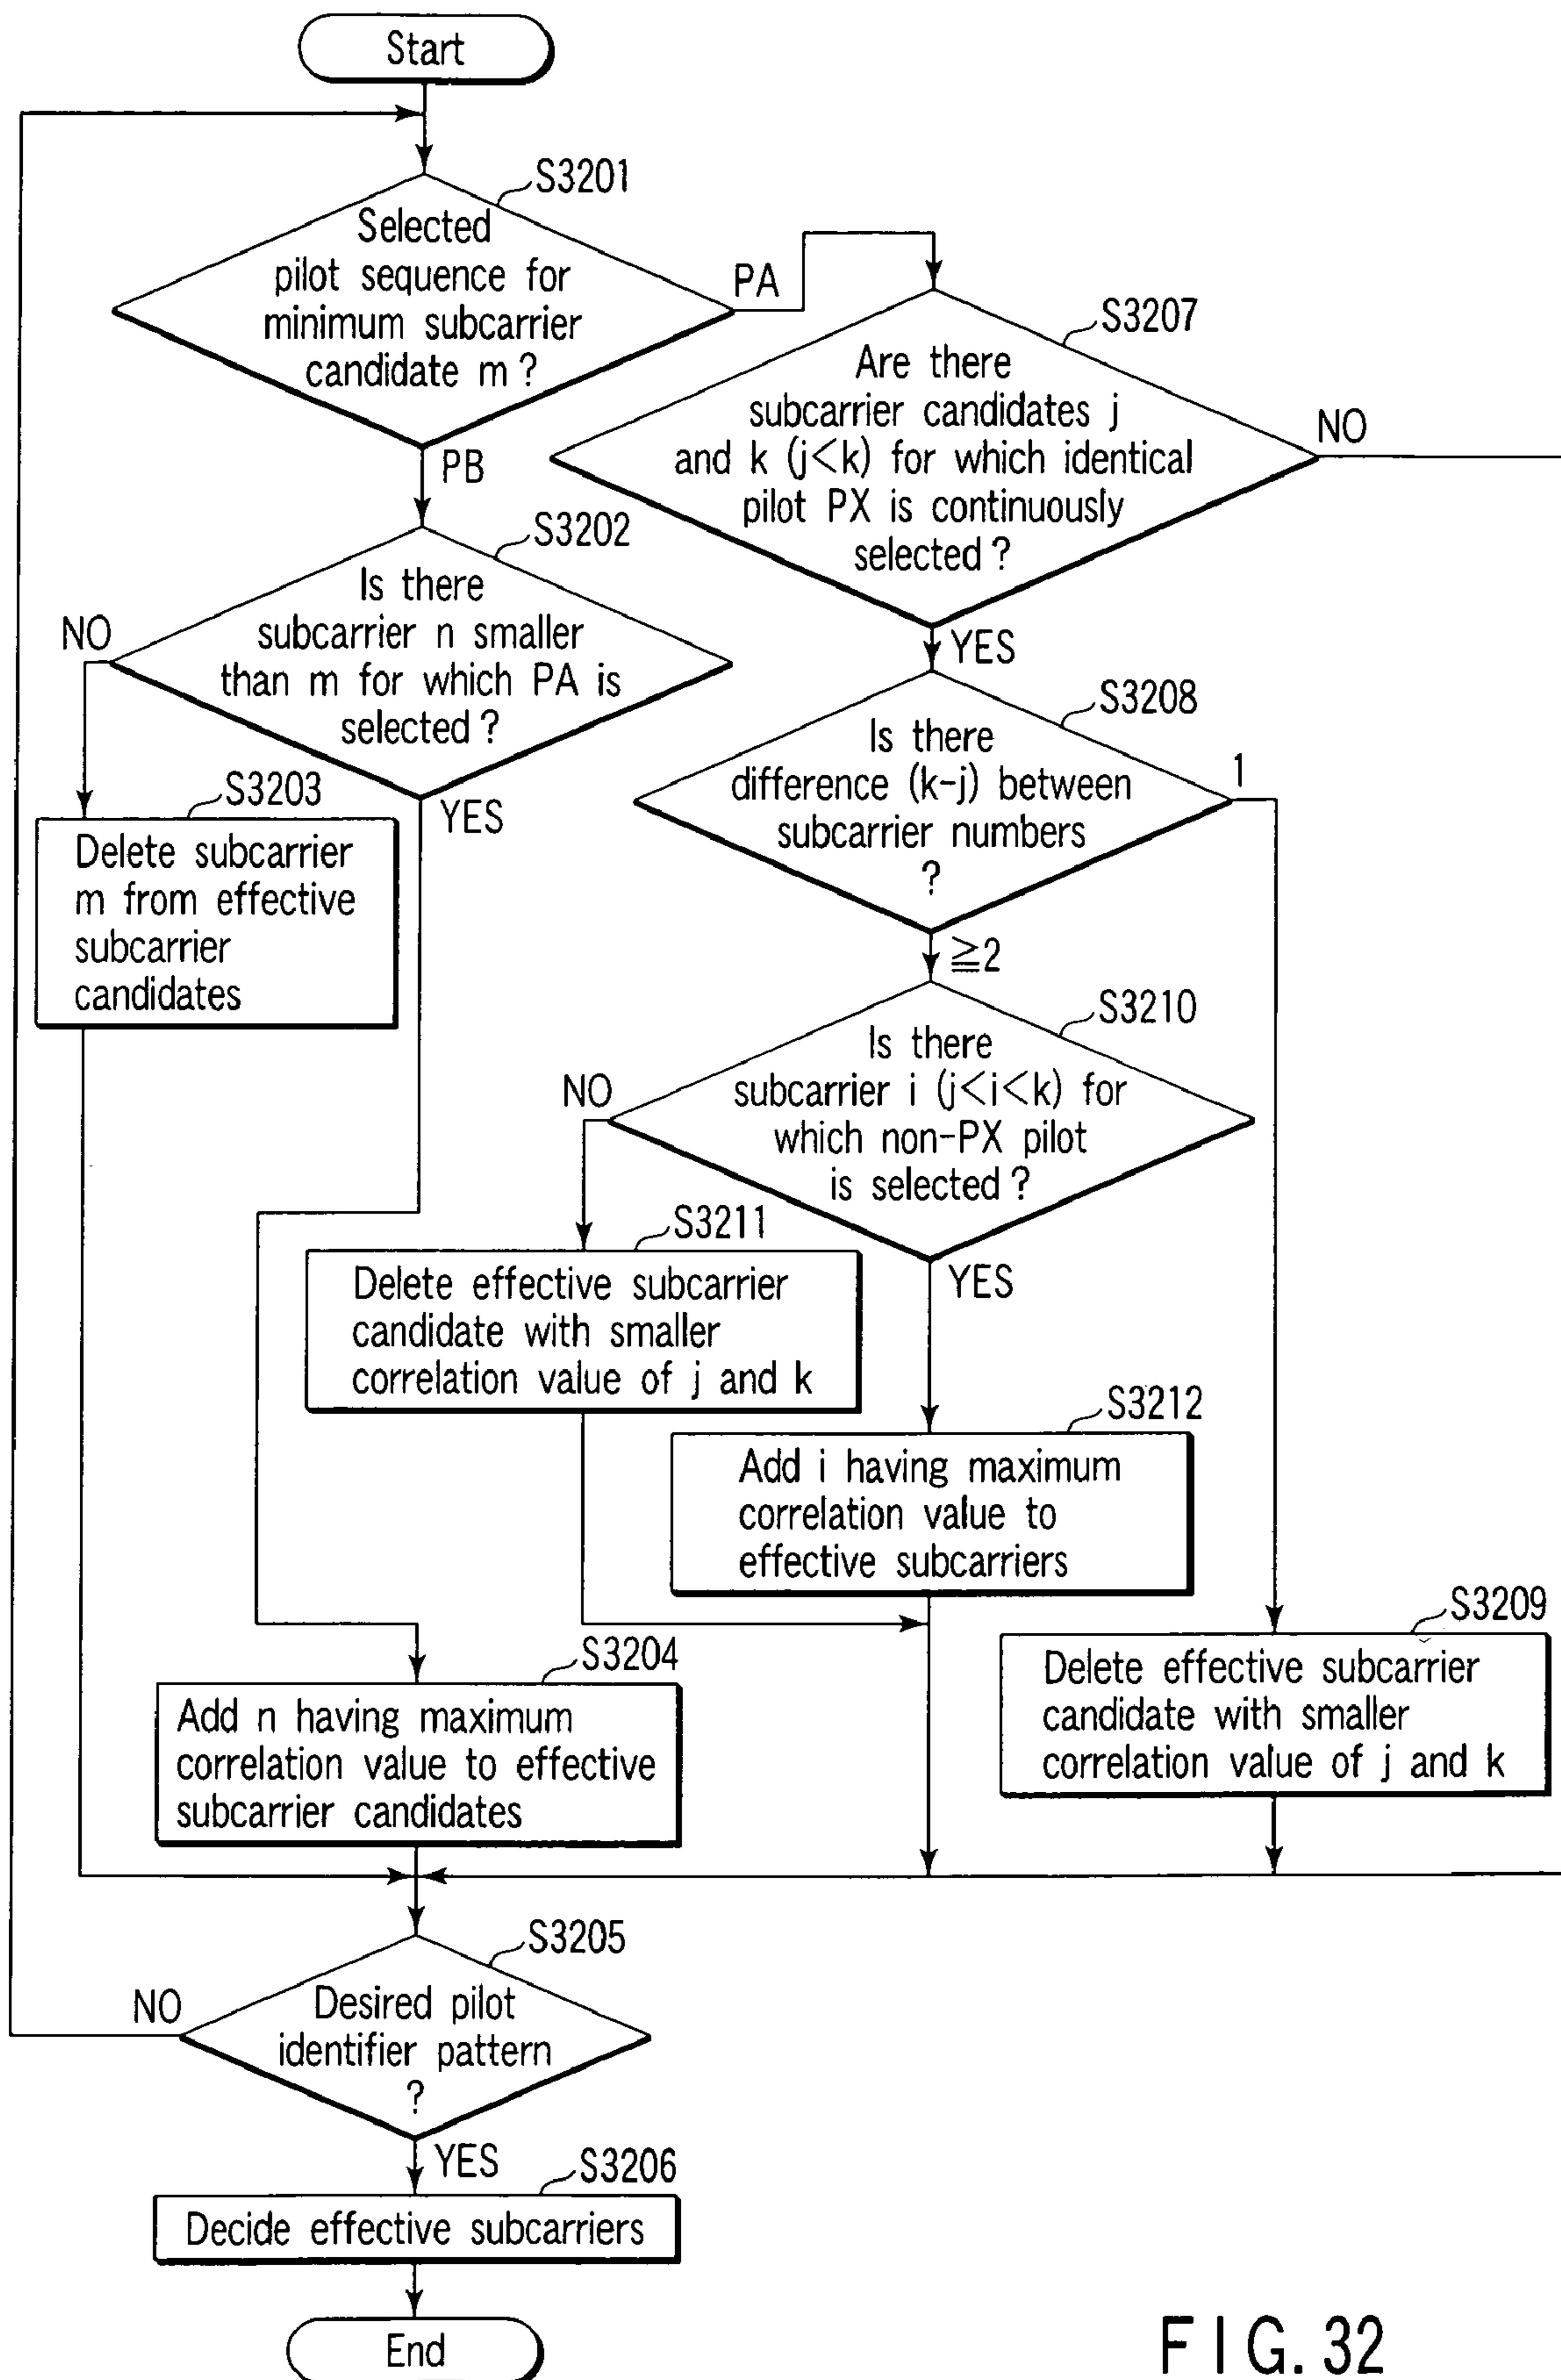 Start
S3201
Selected
pilot sequence for
minimum subcarrier
candidate m ?
PA
PB
S3207
Are there
subcarrier candidates j
and k (j<k) for which identical
pilot PX is continuously
selected ?
NO
YES
S3202
Is there
subcarrier n smaller
than m for which PA is
selected ?
NO
YES
S3208
Is there
difference (k-j) between
subcarrier numbers
?
1
≧2
S3203
Delete subcarrier
m from effective
subcarrier
candidates
S3210
Is there
subcarrier i (j<i<k) for
which non-PX pilot
is selected ?
NO
YES
S3211
Delete effective subcarrier
candidate with smaller
correlation value of j and k
S3212
Add i having maximum
correlation value to
effective subcarriers
S3209
Delete effective subcarrier
candidate with smaller
correlation value of j and k
S3204
Add n having maximum
correlation value to effective
subcarrier candidates
S3205
Desired pilot
identifier pattern
?
NO
YES
S3206
Decide effective subcarriers
End
FIG. 32